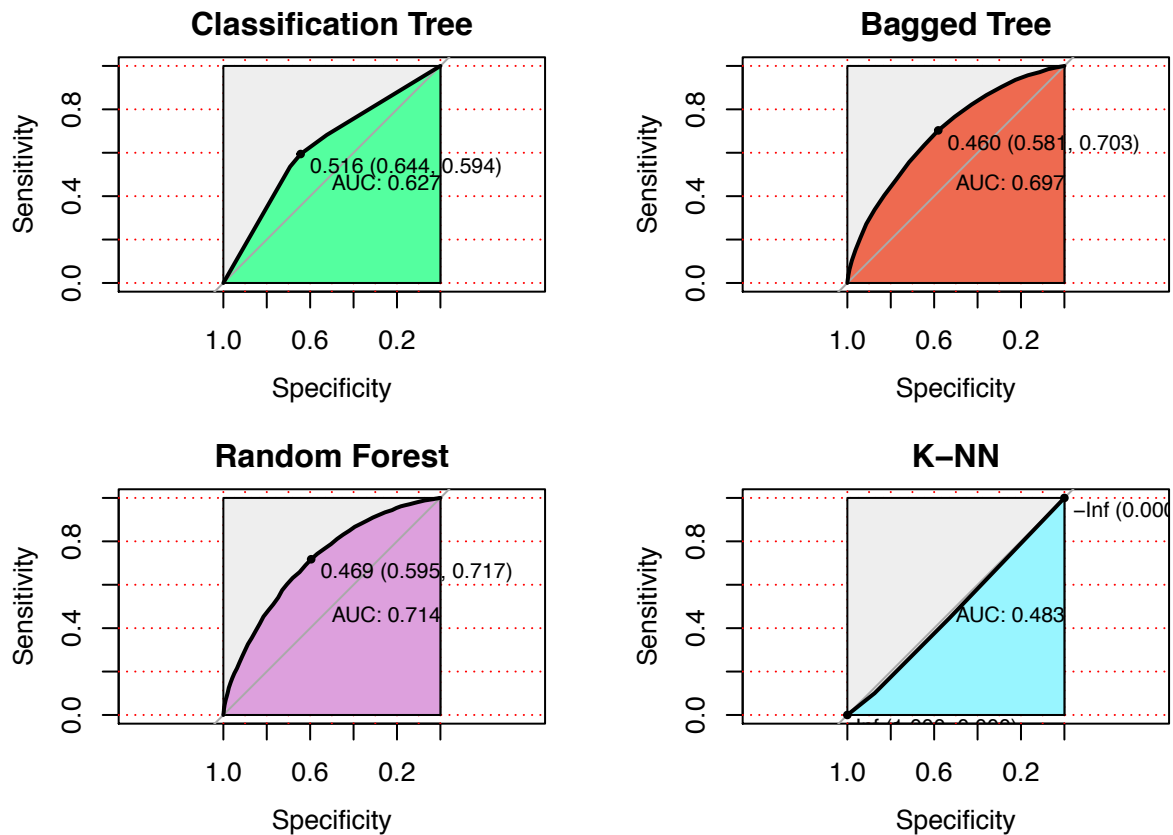 Classification Tree
Sensitivity
0.8
0.4
0.0
0.516 (0.644, 0.594)
AUC: 0.627
1.0 0.6 0.2
Specificity
Bagged Tree
Sensitivity
0.8
0.4
0.0
0.460 (0.581, 0.703)
AUC: 0.697
1.0 0.6 0.2
Specificity
Random Forest
Sensitivity
0.8
0.4
0.0
0.469 (0.595, 0.717)
AUC: 0.714
1.0 0.6 0.2
Specificity
K−NN
Sensitivity
0.8
0.4
0.0
−Inf (0.000
AUC: 0.483
1.0 0.6 0.2
Specificity